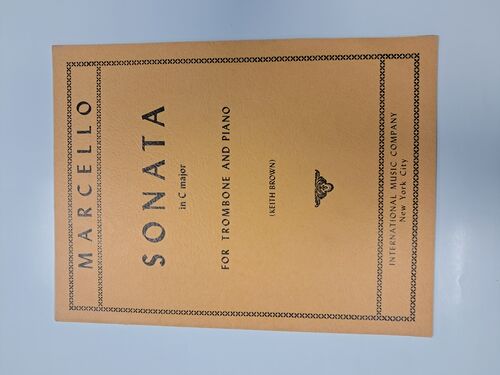 MARCELLO
SONATA
in C major
FOR TROMBONE AND PIANO
(KEITH BROWN)
INTERNATIONAL MUSIC COMPANY
New York City